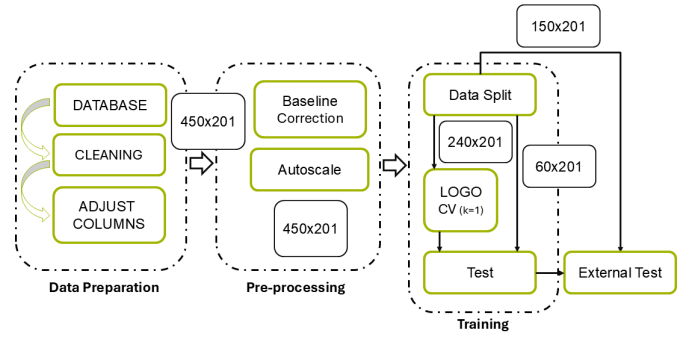 DATABASE
CLEANING
ADJUST
COLUMNS
Data Preparation
450x201
Baseline
Correction
Autoscale
450x201
Pre-processing
150x201
Data Split
240x201
60x201
LOGO
CV (k=1)
Test
External Test
Training